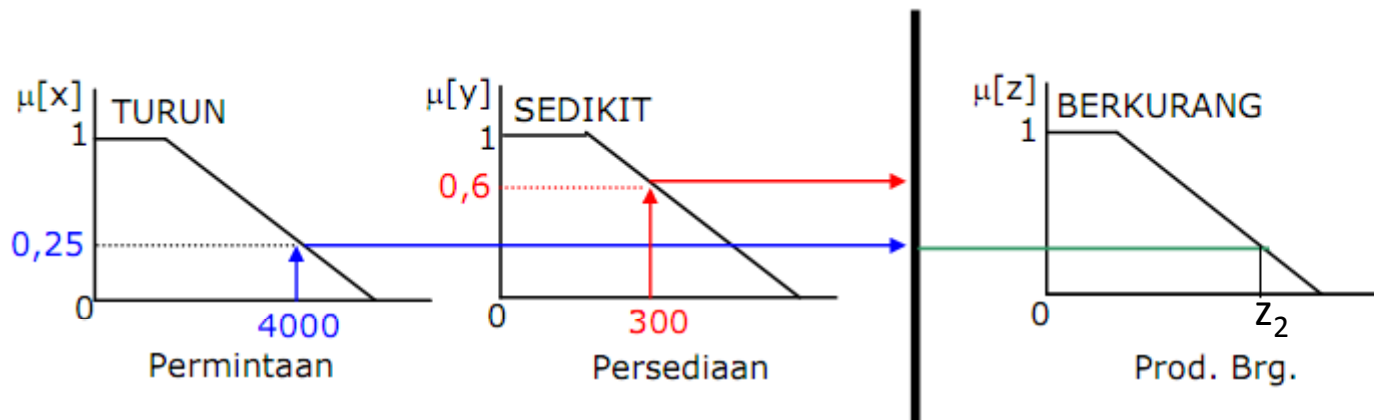 μ[x]
TURUN
1
0,25
0
4000
Permintaan
μ[y]
SEDIKIT
1
0,6
0
300
Persediaan
μ[z]
BERKURANG
1
0
z2
Prod. Brg.